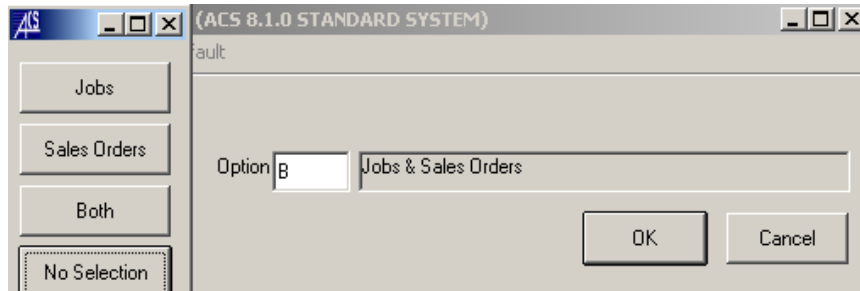 ACS
(ACS 8.1.0 STANDARD SYSTEM)
fault
Jobs
Sales Orders
Both
No Selection
Option B Jobs & Sales Orders
OK Cancel